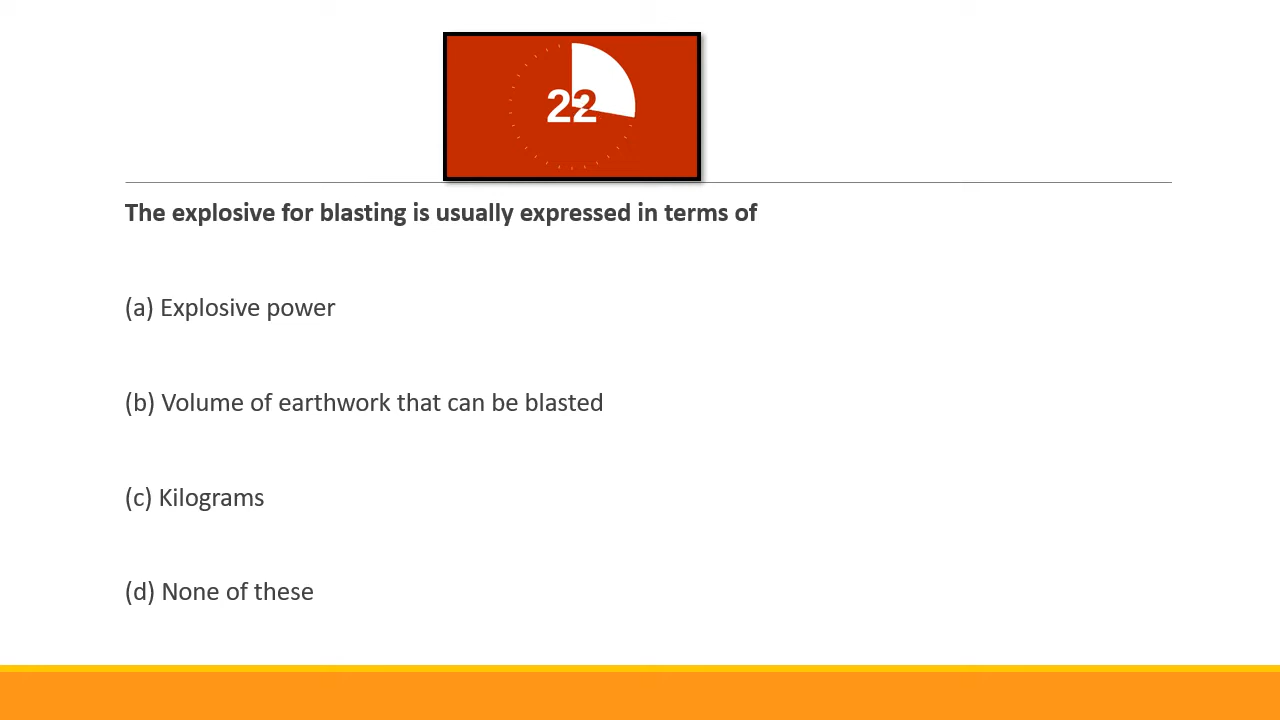 22
The explosive for blasting is usually expressed in terms of
(a) Explosive power
(b) Volume of earthwork that can be blasted
(c) Kilograms
(d) None of these